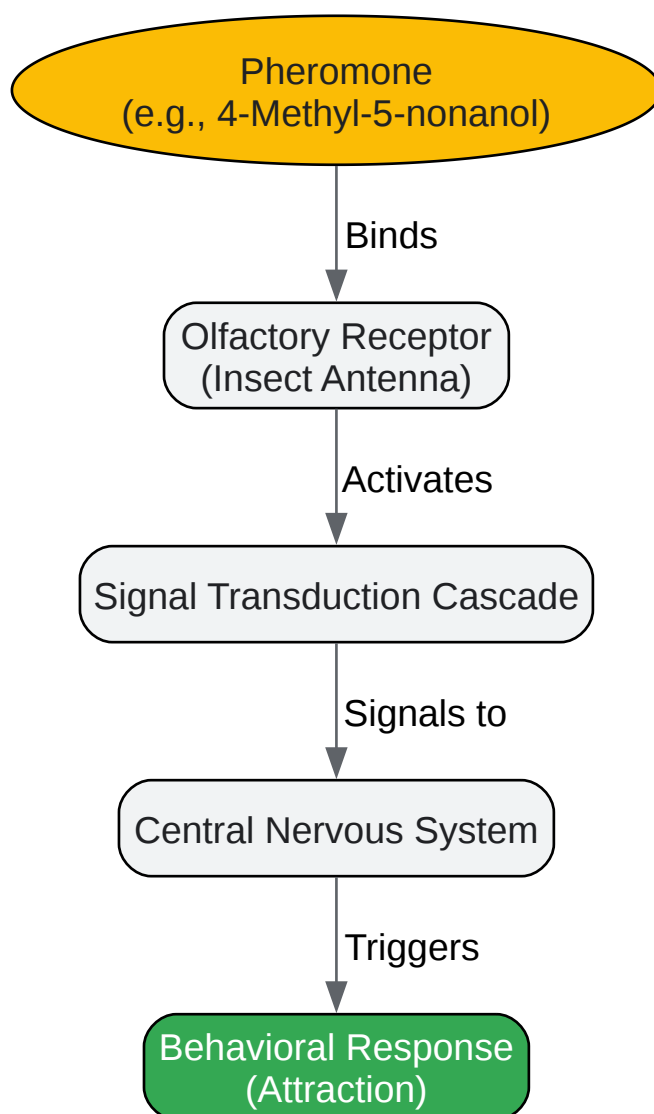 Pheromone
(e.g., 4-Methyl-5-nonanol)
Binds
Olfactory Receptor
(Insect Antenna)
Activates
Signal Transduction Cascade
Signals to
Central Nervous System
Triggers
Behavioral Response
(Attraction)